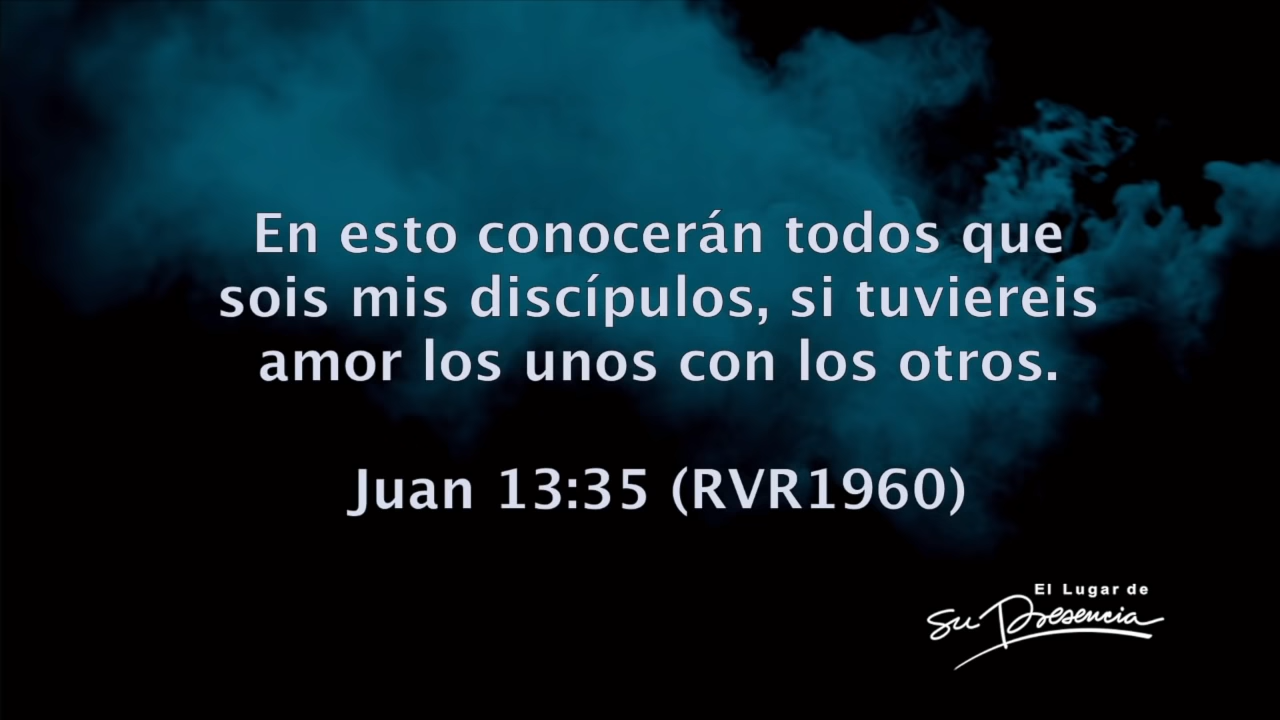 En esto conocerán todos que
sois mis discípulos, si tuviereis
amor los unos con los otros.
Juan 13:35 (RVR1960)
El Lugar de
Su Presencia